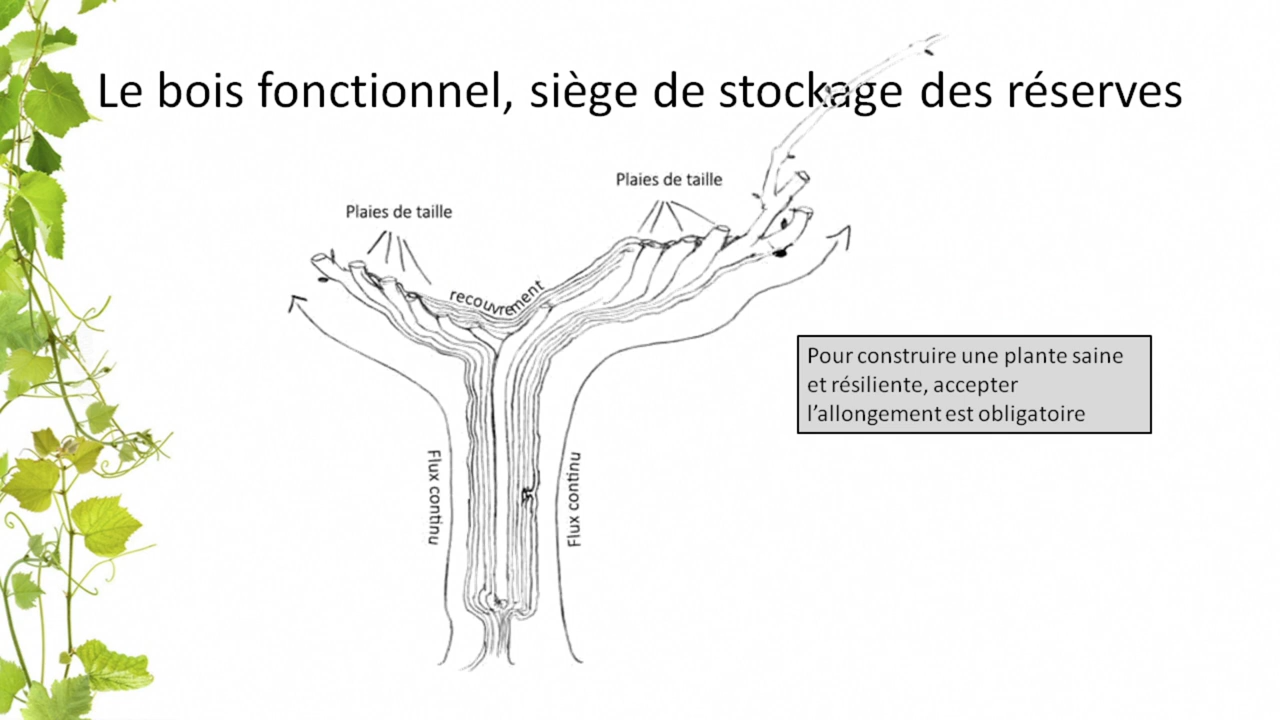 Le bois fonctionnel, siège de stockage des réserves
Plaies de taille
Plaies de taille
recouvrement
Pour construire une plante saine
et résiliente, accepter
l'allongement est obligatoire
Flux continu
Flux continu